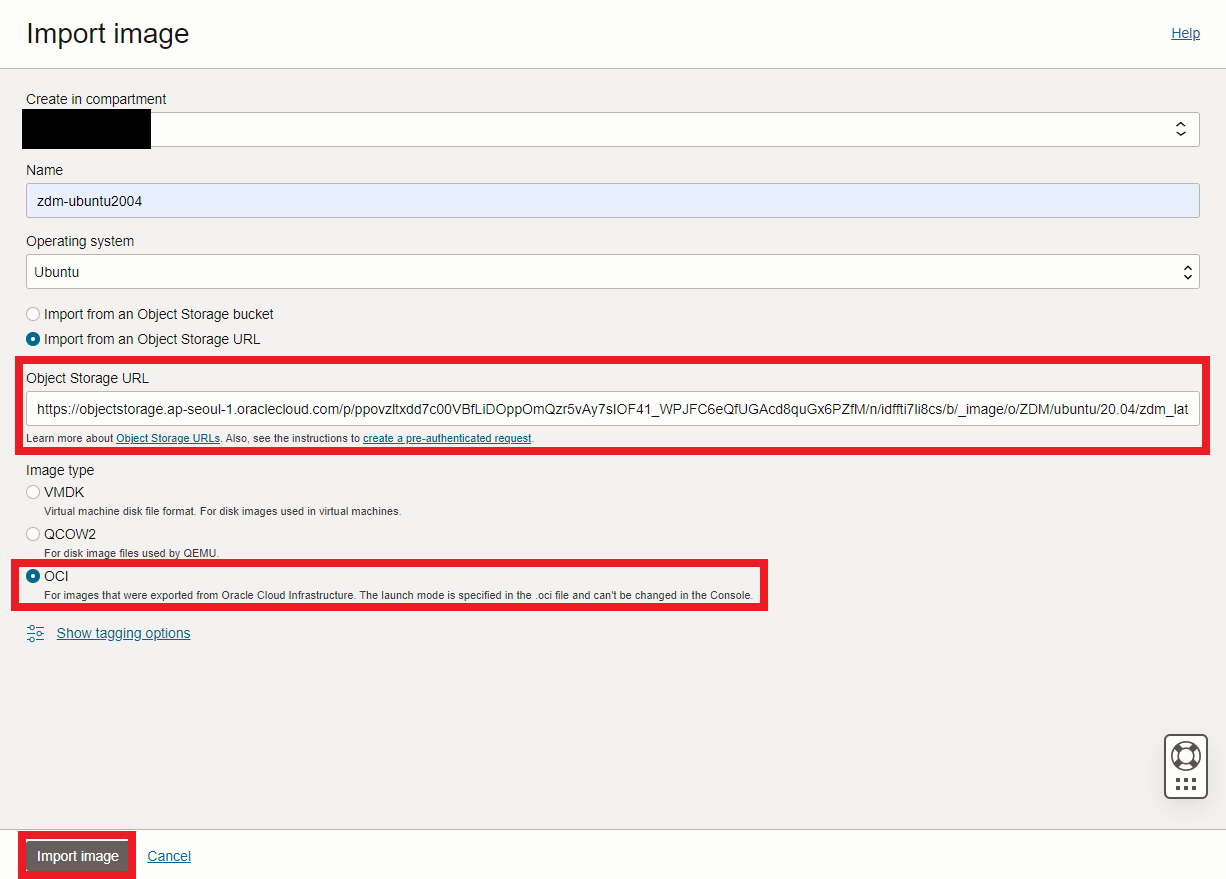 Import image
Help
Create in compartment
Name
zdm-ubuntu2004
Operating system
Ubuntu
Import from an Object Storage bucket
Import from an Object Storage URL
Object Storage URL
https://objectstorage.ap-seoul-1.oraclecloud.com/p/ppovzltxdd7c00VBfLiDOppOmQzr5vAy7sIOF41_WPJFC6eQfUGAcd8quGx6PZfM/n/idffti7li8cs/b/_image/o/ZDM/ubuntu/20.04/zdm_lat
Learn more about Object Storage URLs. Also, see the instructions to create a pre-authenticated request.
Image type
VMDK
Virtual machine disk file format. For disk images used in virtual machines.
QCOW2
For disk image files used by QEMU.
OCI
For images that were exported from Oracle Cloud Infrastructure. The launch mode is specified in the .oci file and can't be changed in the Console.
Show tagging options
Import image
Cancel